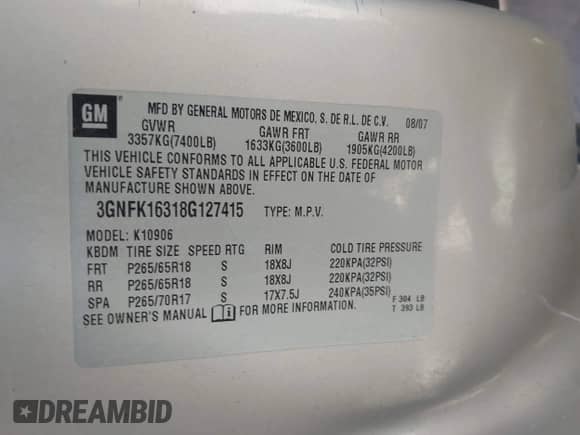 GM
MFD BY GENERAL MOTORS DE MEXICO, S. DE R.L. DE C.V. 08/07
GVWR GAWR FRT GAWR RR
3357KG(7400LB) 1633KG(3600LB) 1905KG(4200LB)
THIS VEHICLE CONFORMS TO ALL APPLICABLE U.S. FEDERAL MOTOR
VEHICLE SAFETY STANDARDS IN EFFECT ON THE DATE OF
MANUFACTURE SHOWN ABOVE.
3GNFK16318G127415 TYPE: M.P.V.
MODEL: K10906
KBDM TIRE SIZE SPEED RTG RIM COLD TIRE PRESSURE
FRT P265/65R18 S 18X8J 220KPA(32PSI)
RR P265/65R18 S 18X8J 220KPA(32PSI)
SPA P265/70R17 S 17X7.5J 240KPA(35PSI)
F 304 LB
SEE OWNER'S MANUAL i FOR MORE INFORMATION. T 393 LB
DREAMBID